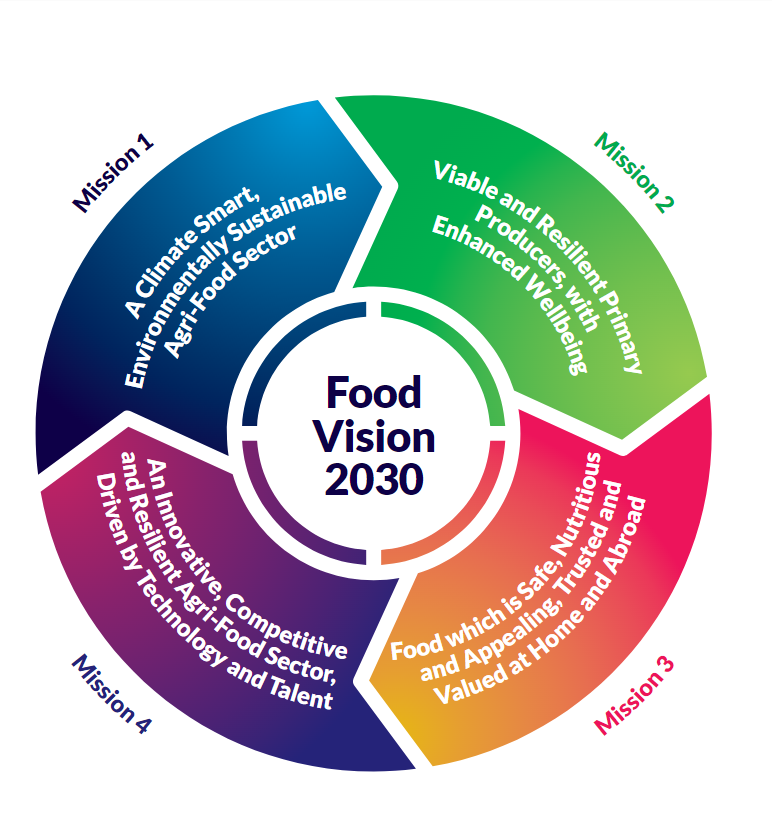 Mission 1
A Climate Smart,
Environmentally Sustainable
Agri-Food Sector
Mission 2
Viable and Resilient Primary
Producers, with
Enhanced Wellbeing
Food
Vision
2030
Mission 3
Food which is Safe, Nutritious
and Appealing, Trusted and
Valued at Home and Abroad
Mission 4
An Innovative, Competitive
and Resilient Agri-Food Sector,
Driven by Technology and Talent